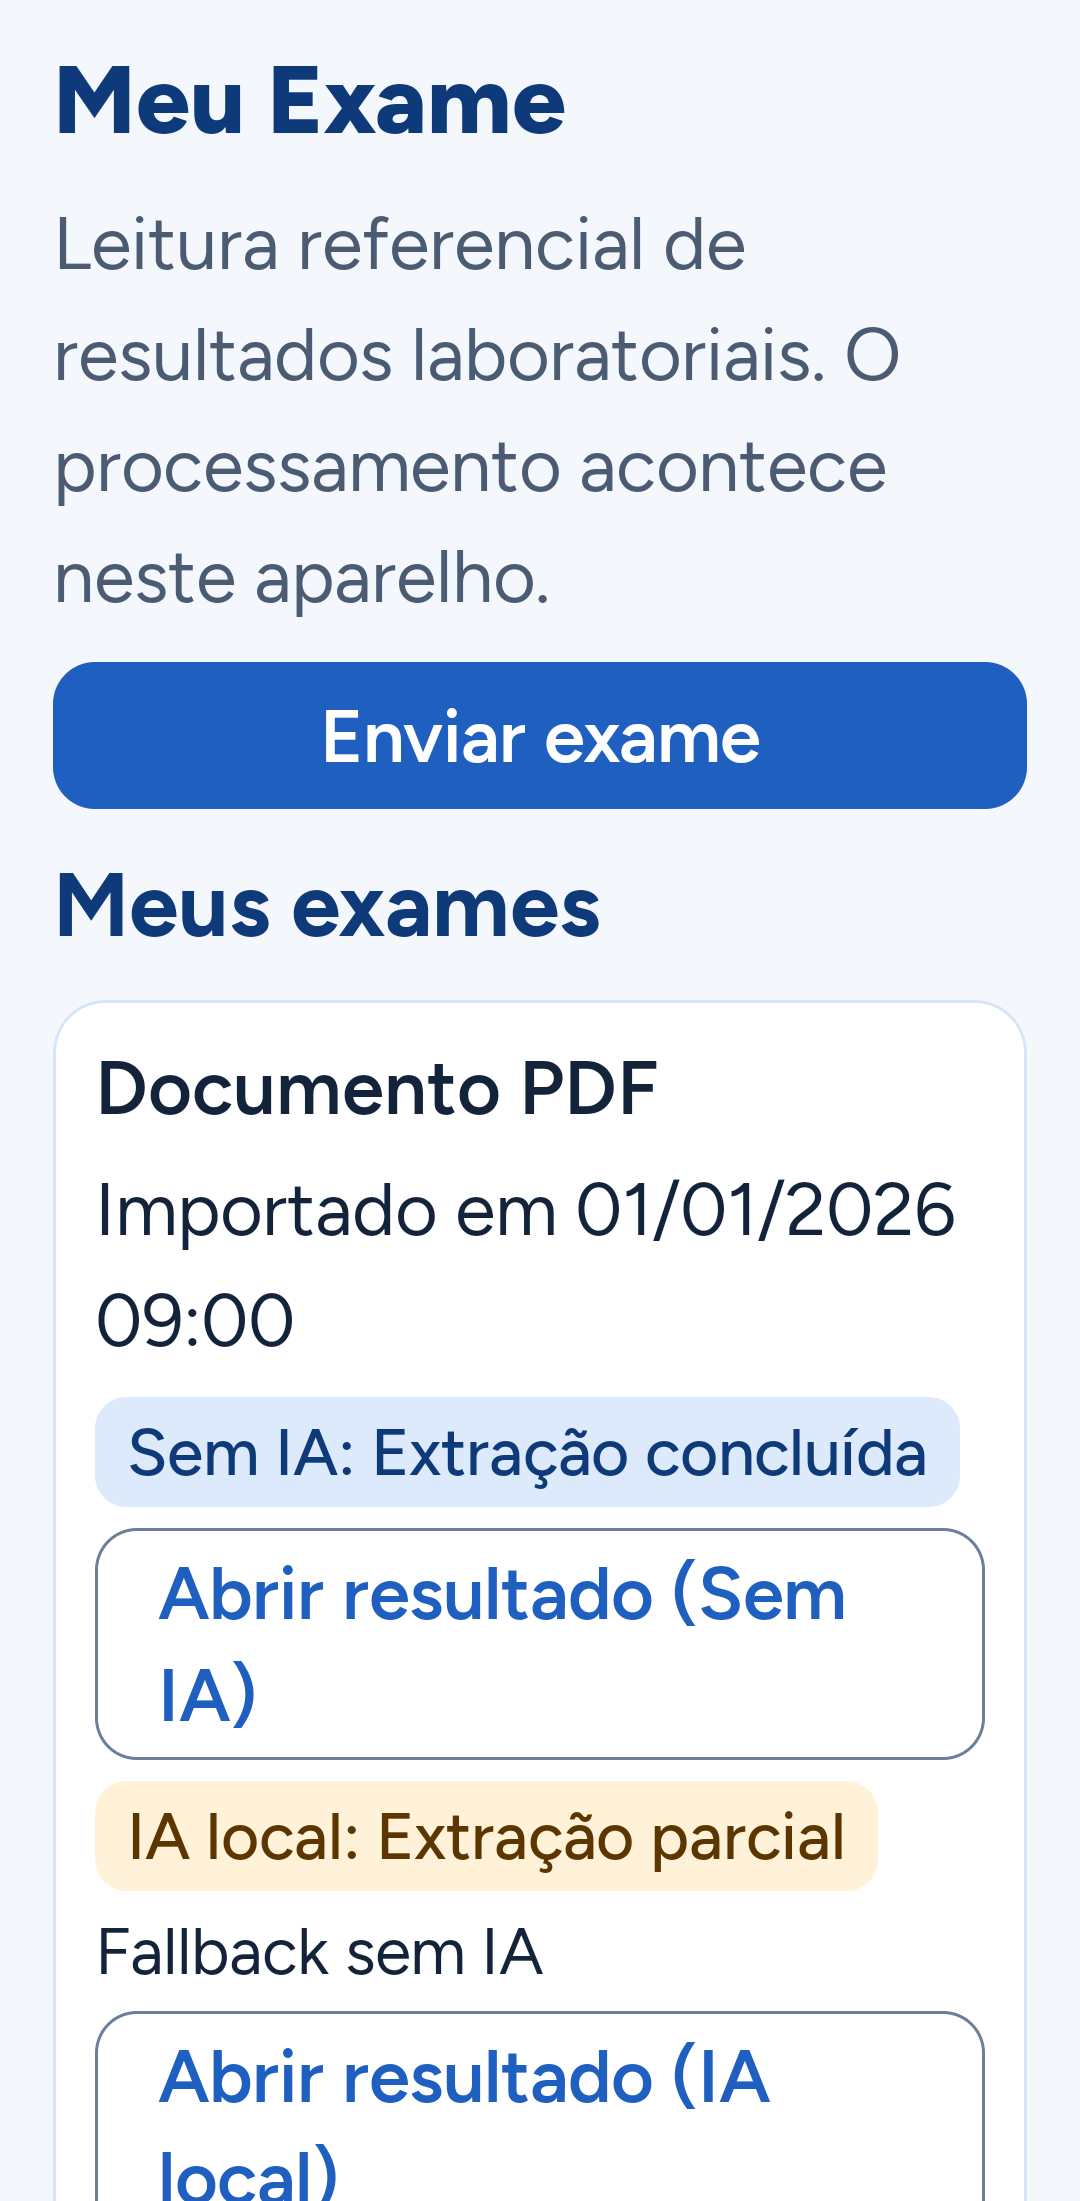 Meu Exame
Leitura referencial de
resultados laboratoriais. O
processamento acontece
neste aparelho.
Enviar exame
Meus exames
Documento PDF
Importado em 01/01/2026
09:00
Sem IA: Extração concluída
Abrir resultado (Sem
IA)
IA local: Extração parcial
Fallback sem IA
Abrir resultado (IA
local)